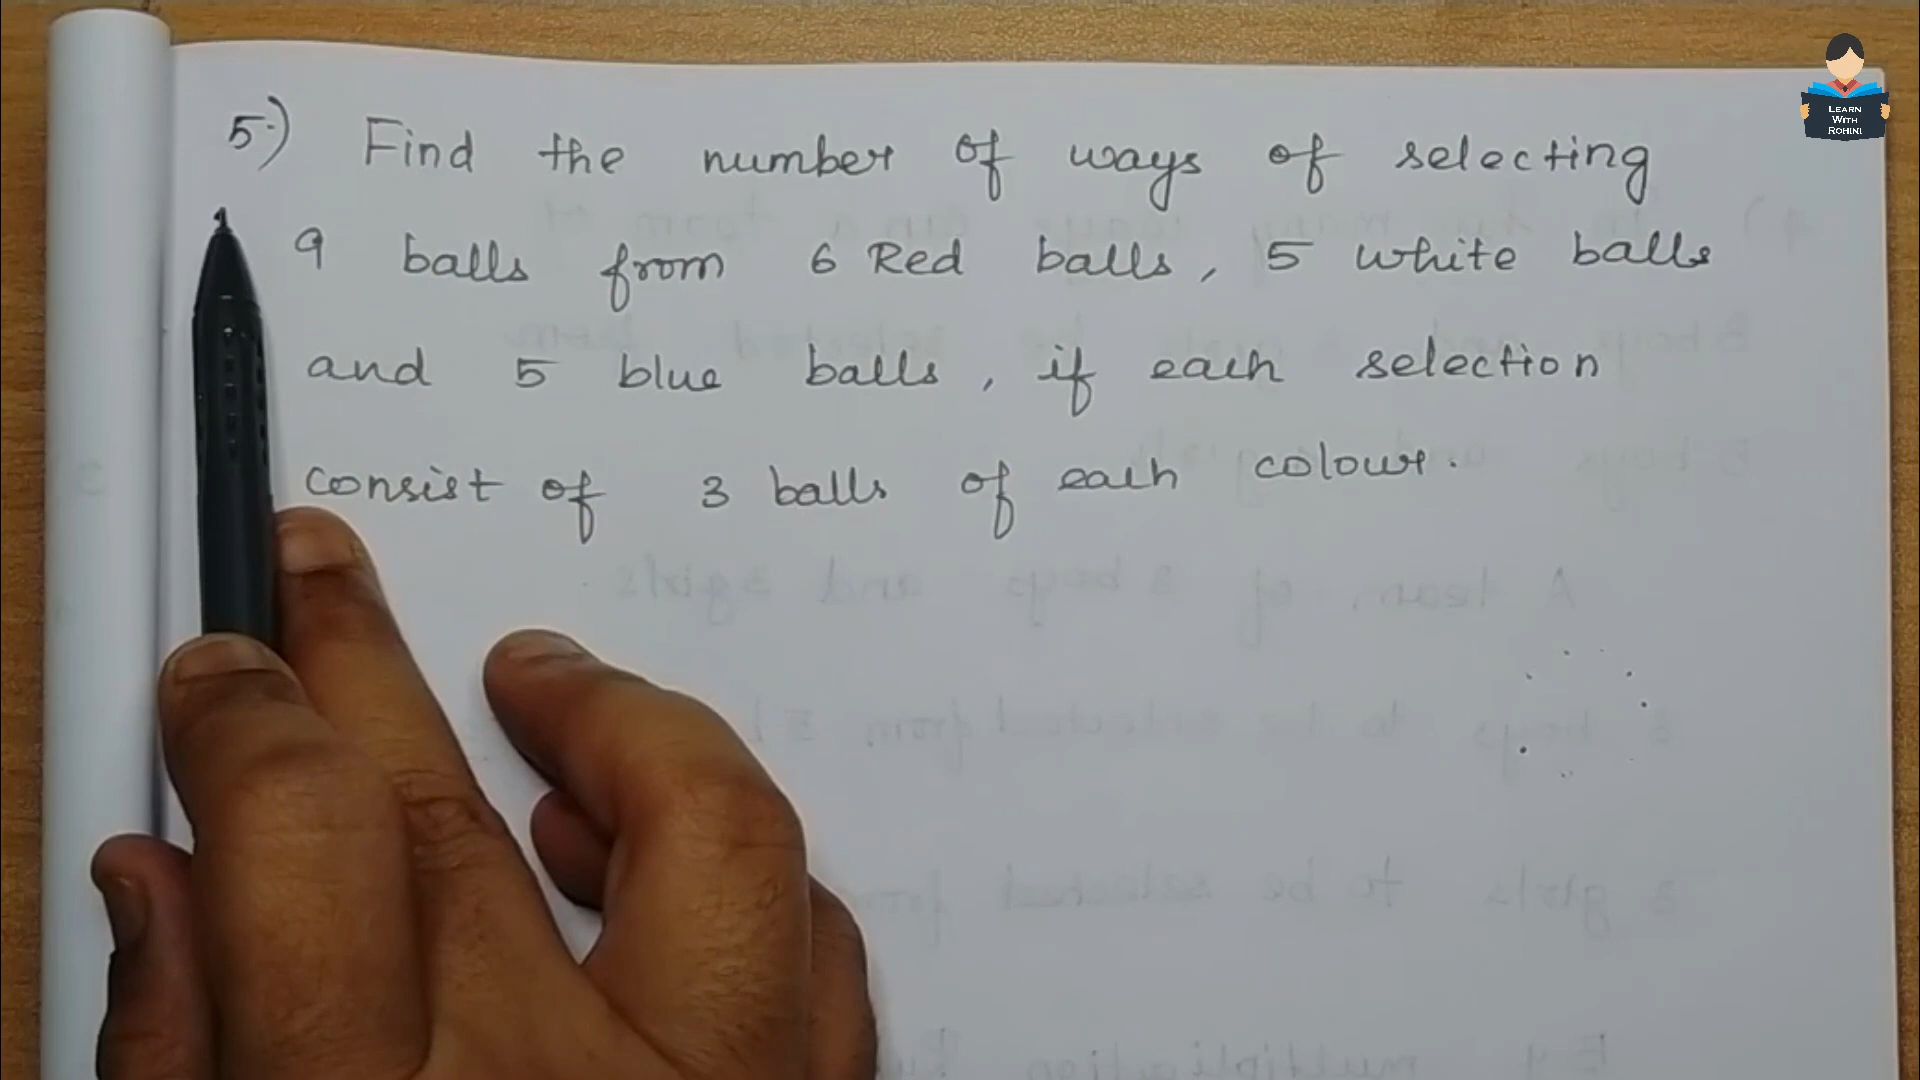 5.) Find the number of ways of selecting
9 balls from 6 Red balls, 5 white balls
and 5 blue balls, if each selection
consist of 3 balls of each colour.
LEARN
WITH
ROHINI